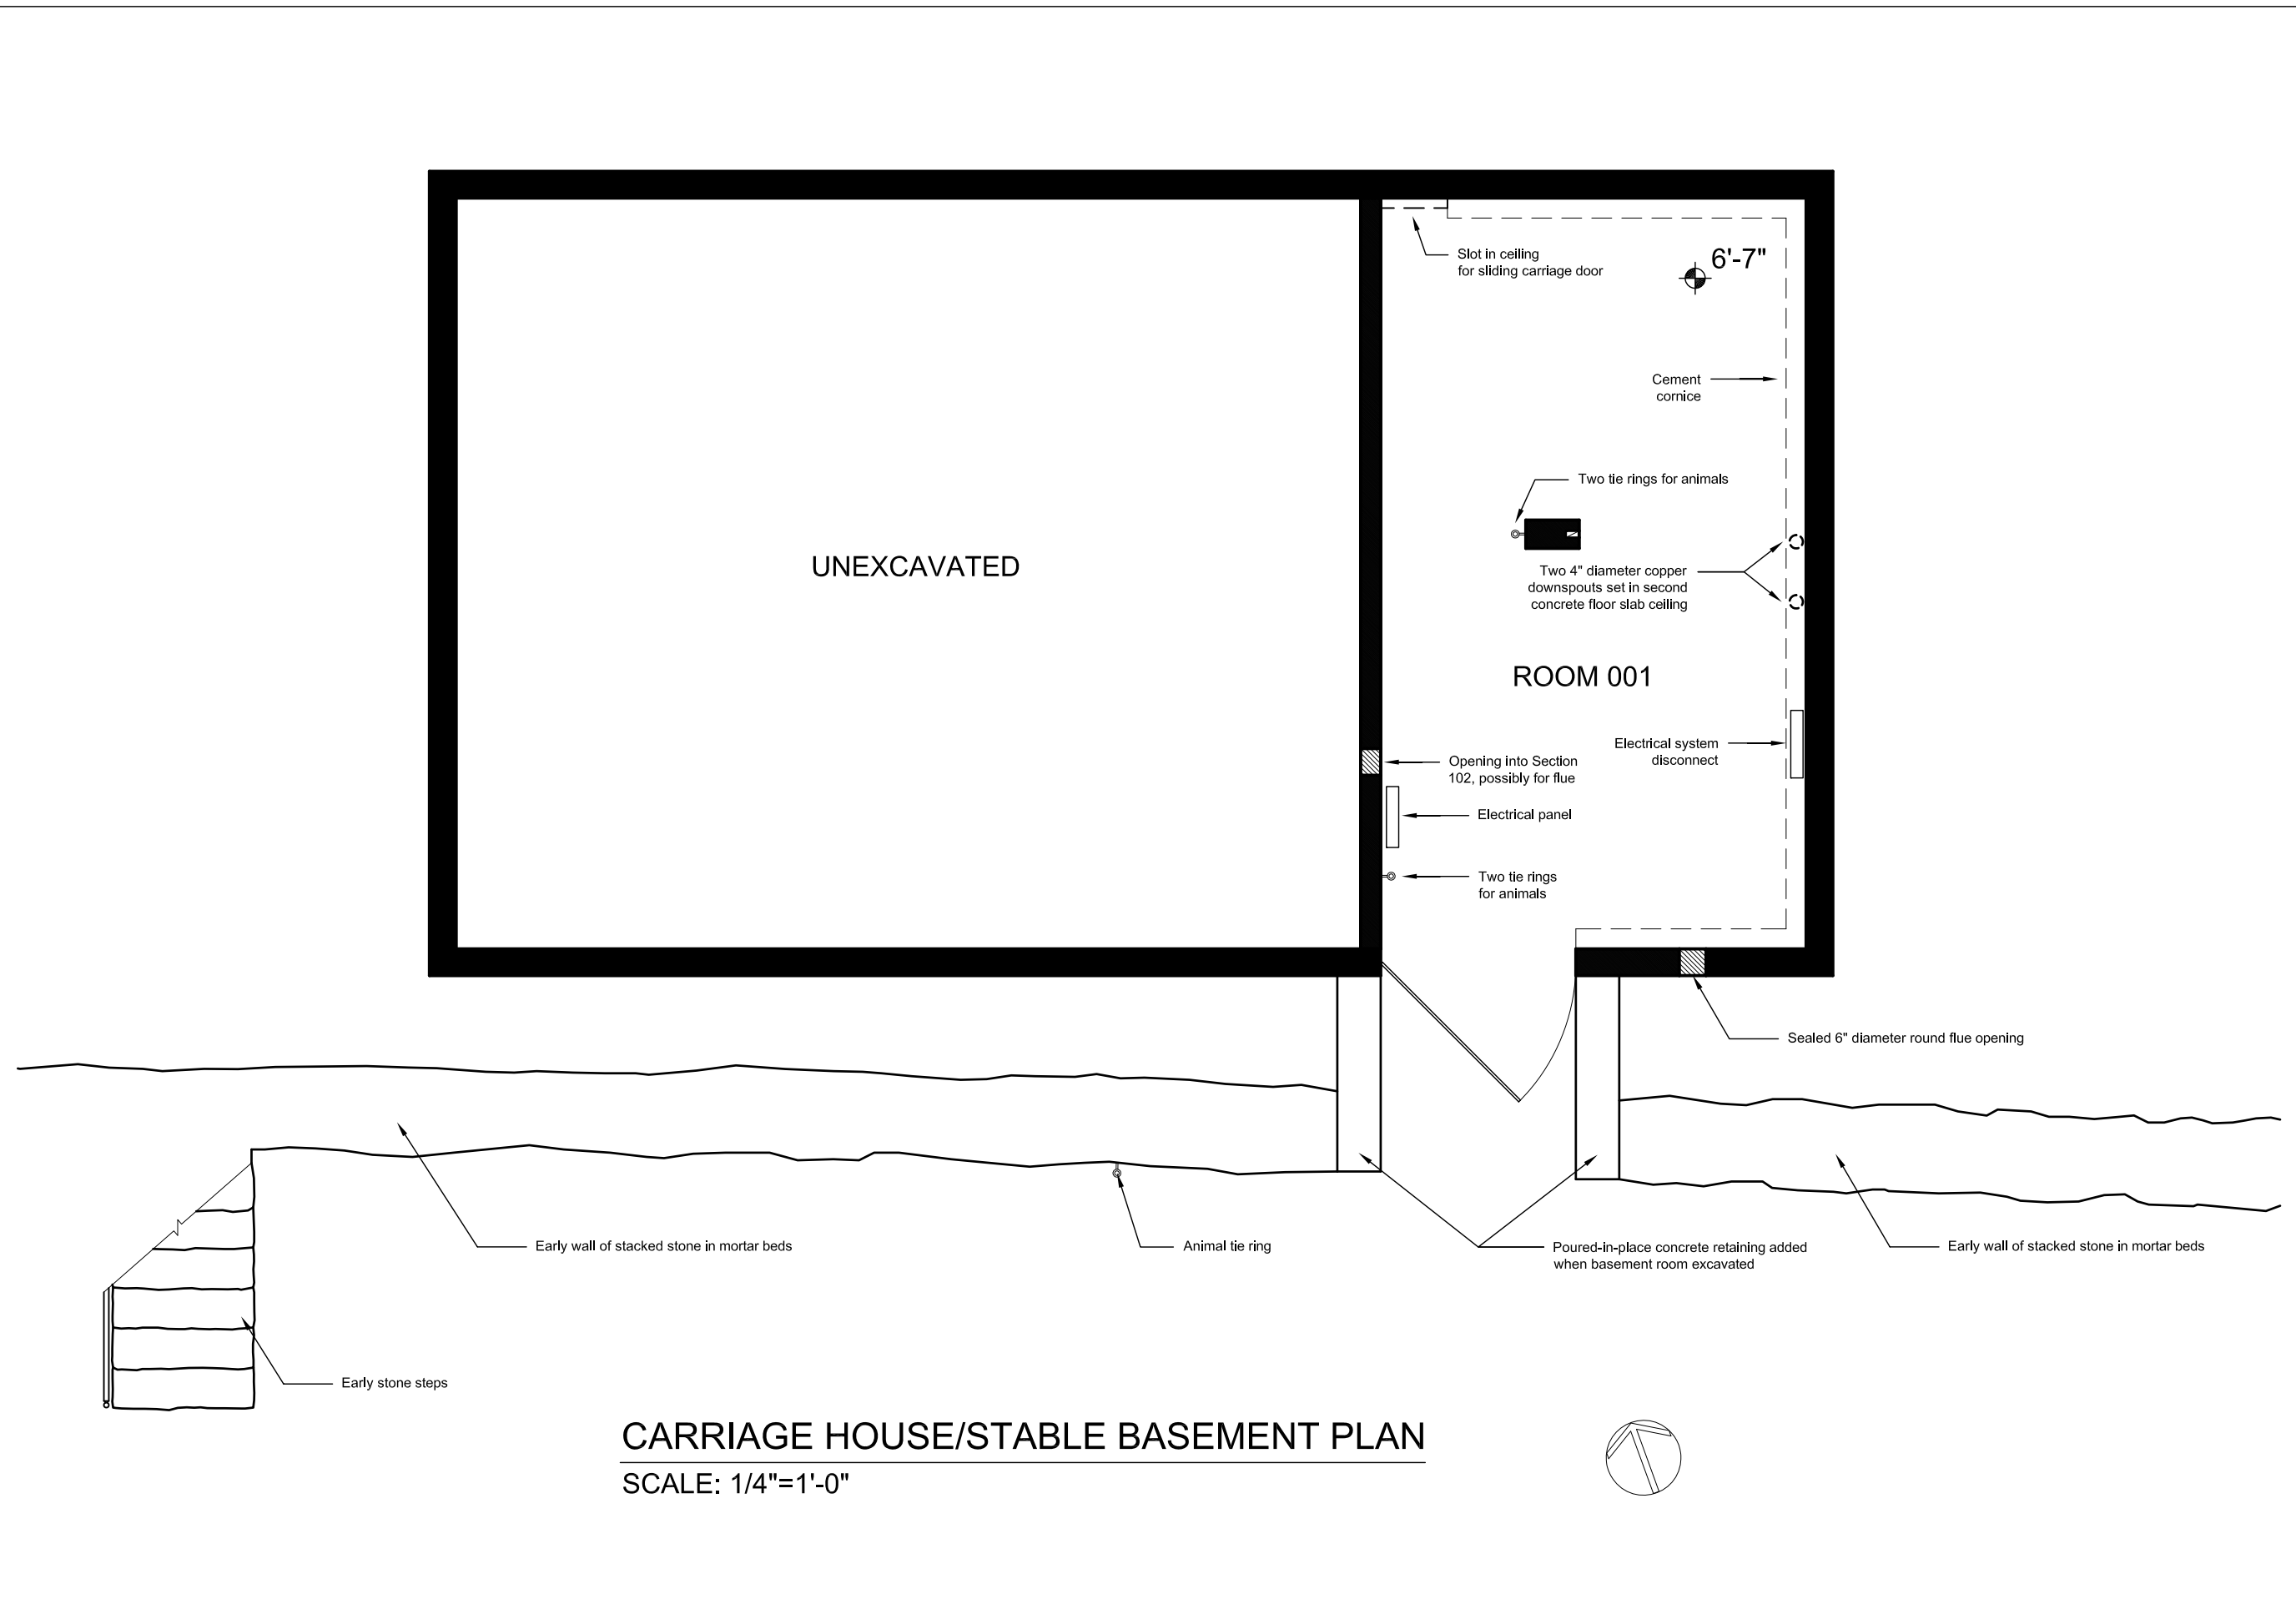 Slot in ceiling
for sliding carriage door
6'-7"
Cement
cornice
Two tie rings for animals
UNEXCAVATED
Two 4" diameter copper
downspouts set in second
concrete floor slab ceiling
ROOM 001
Electrical system
disconnect
Opening into Section
102, possibly for flue
Electrical panel
Two tie rings
for animals
Sealed 6" diameter round flue opening
Early wall of stacked stone in mortar beds
Animal tie ring
Poured-in-place concrete retaining added
when basement room excavated
Early wall of stacked stone in mortar beds
Early stone steps
CARRIAGE HOUSE/STABLE BASEMENT PLAN
SCALE: 1/4"=1'-0"